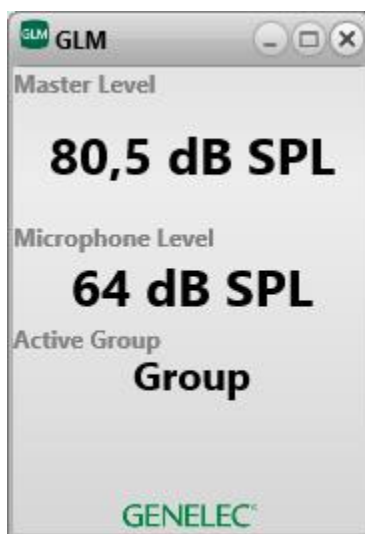 GLM GLM
Master Level
80,5 dB SPL
Microphone Level
64 dB SPL
Active Group
Group
GENELEC®